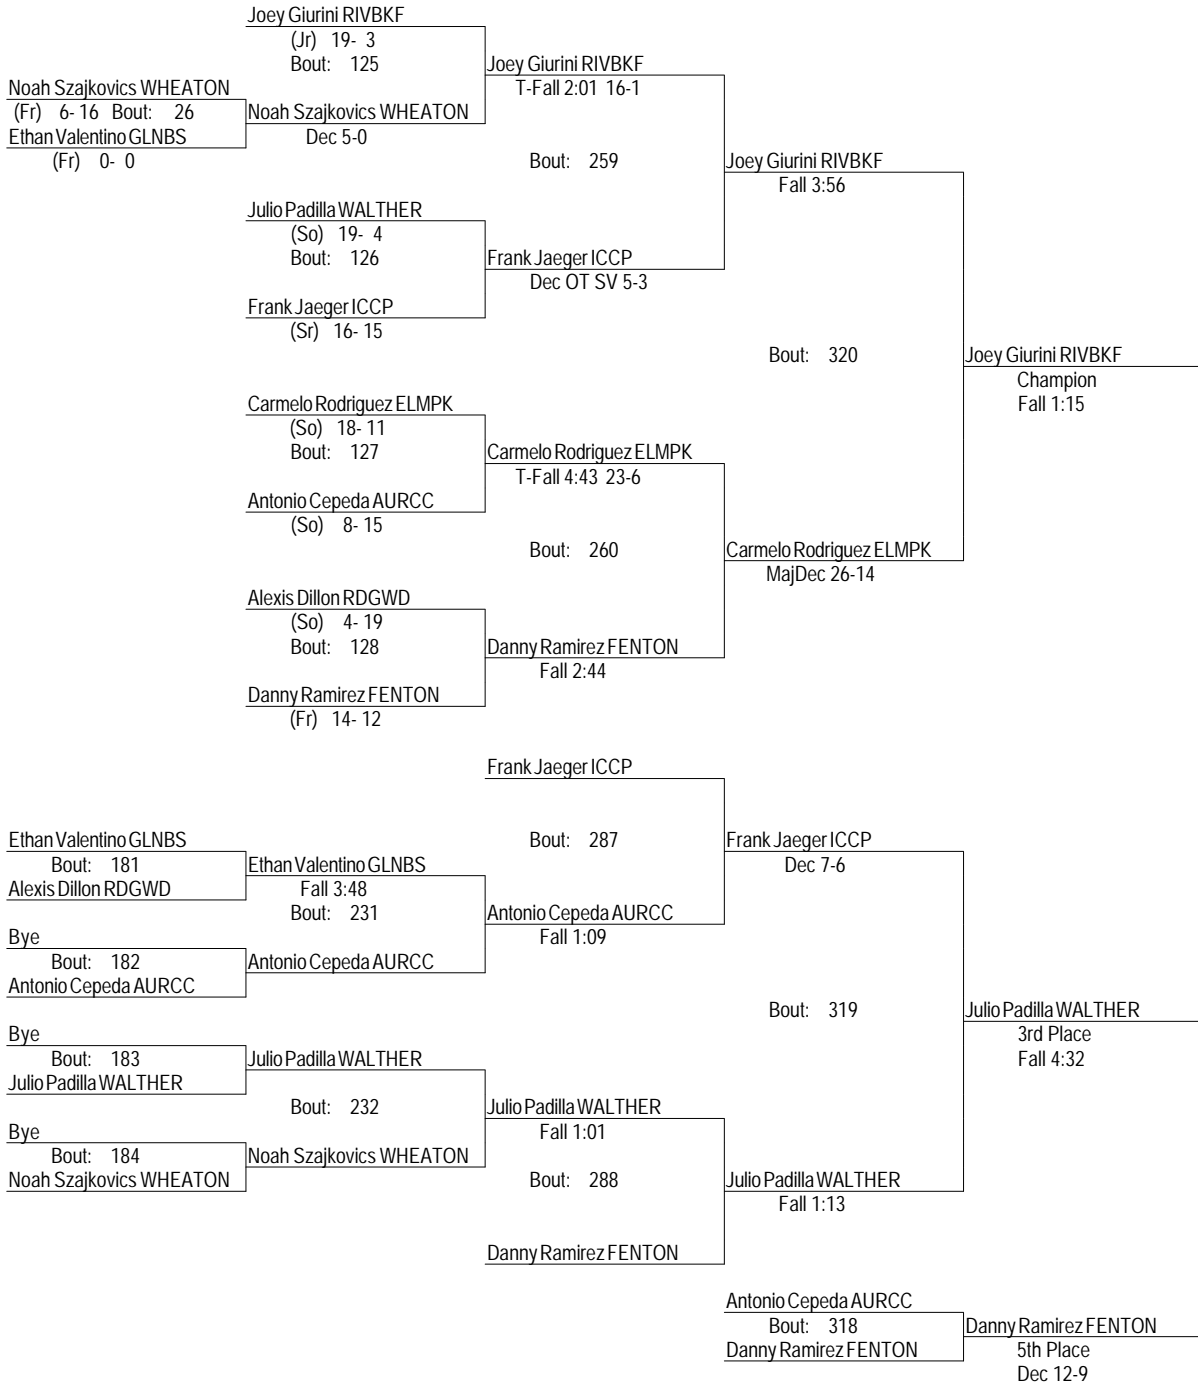 Joey Giurini RIVBKF
(Jr) 19- 3
Bout: 125
Joey Giurini RIVBKF
T-Fall 2:01 16-1
Noah Szajkovics WHEATON
(Fr) 6- 16 Bout: 26
Noah Szajkovics WHEATON
Dec 5-0
Ethan Valentino GLNBS
(Fr) 0- 0
Bout: 259
Joey Giurini RIVBKF
Fall 3:56
Julio Padilla WALTHER
(So) 19- 4
Bout: 126
Frank Jaeger ICCP
Dec OT SV 5-3
Frank Jaeger ICCP
(Sr) 16- 15
Bout: 320
Joey Giurini RIVBKF
Champion
Fall 1:15
Carmelo Rodriguez ELMPK
(So) 18- 11
Bout: 127
Carmelo Rodriguez ELMPK
T-Fall 4:43 23-6
Antonio Cepeda AURCC
(So) 8- 15
Bout: 260
Carmelo Rodriguez ELMPK
MajDec 26-14
Alexis Dillon RDGWD
(So) 4- 19
Bout: 128
Danny Ramirez FENTON
Fall 2:44
Danny Ramirez FENTON
(Fr) 14- 12
Frank Jaeger ICCP
Bout: 287
Frank Jaeger ICCP
Dec 7-6
Ethan Valentino GLNBS
Bout: 181
Ethan Valentino GLNBS
Fall 3:48
Alexis Dillon RDGWD
Bout: 231
Antonio Cepeda AURCC
Fall 1:09
Bye
Bout: 182
Antonio Cepeda AURCC
Antonio Cepeda AURCC
Bout: 319
Julio Padilla WALTHER
3rd Place
Fall 4:32
Bye
Bout: 183
Julio Padilla WALTHER
Julio Padilla WALTHER
Bout: 232
Julio Padilla WALTHER
Fall 1:01
Bye
Bout: 184
Noah Szajkovics WHEATON
Noah Szajkovics WHEATON
Bout: 288
Julio Padilla WALTHER
Fall 1:13
Danny Ramirez FENTON
Antonio Cepeda AURCC
Bout: 318
Danny Ramirez FENTON
Danny Ramirez FENTON
5th Place
Dec 12-9